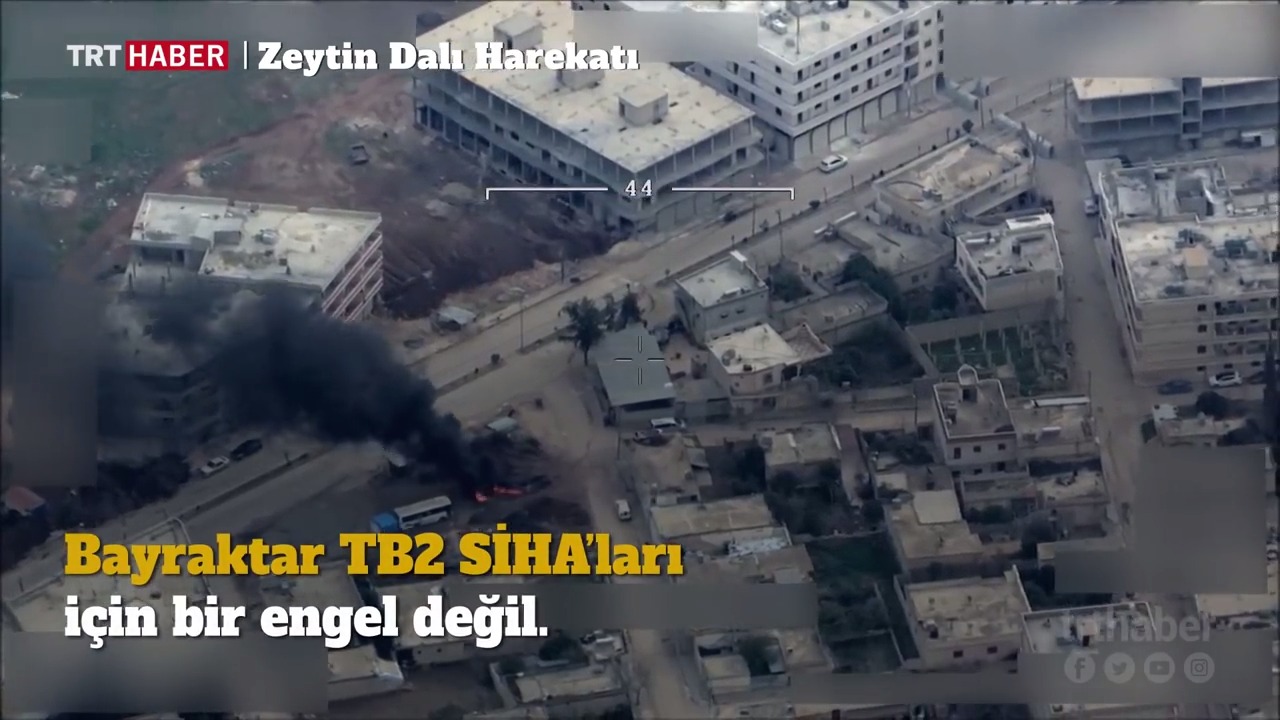 TRT HABER | Zeytin Dalı Harekatı
44
Bayraktar TB2 SİHA’ları
için bir engel değil.
trthaber